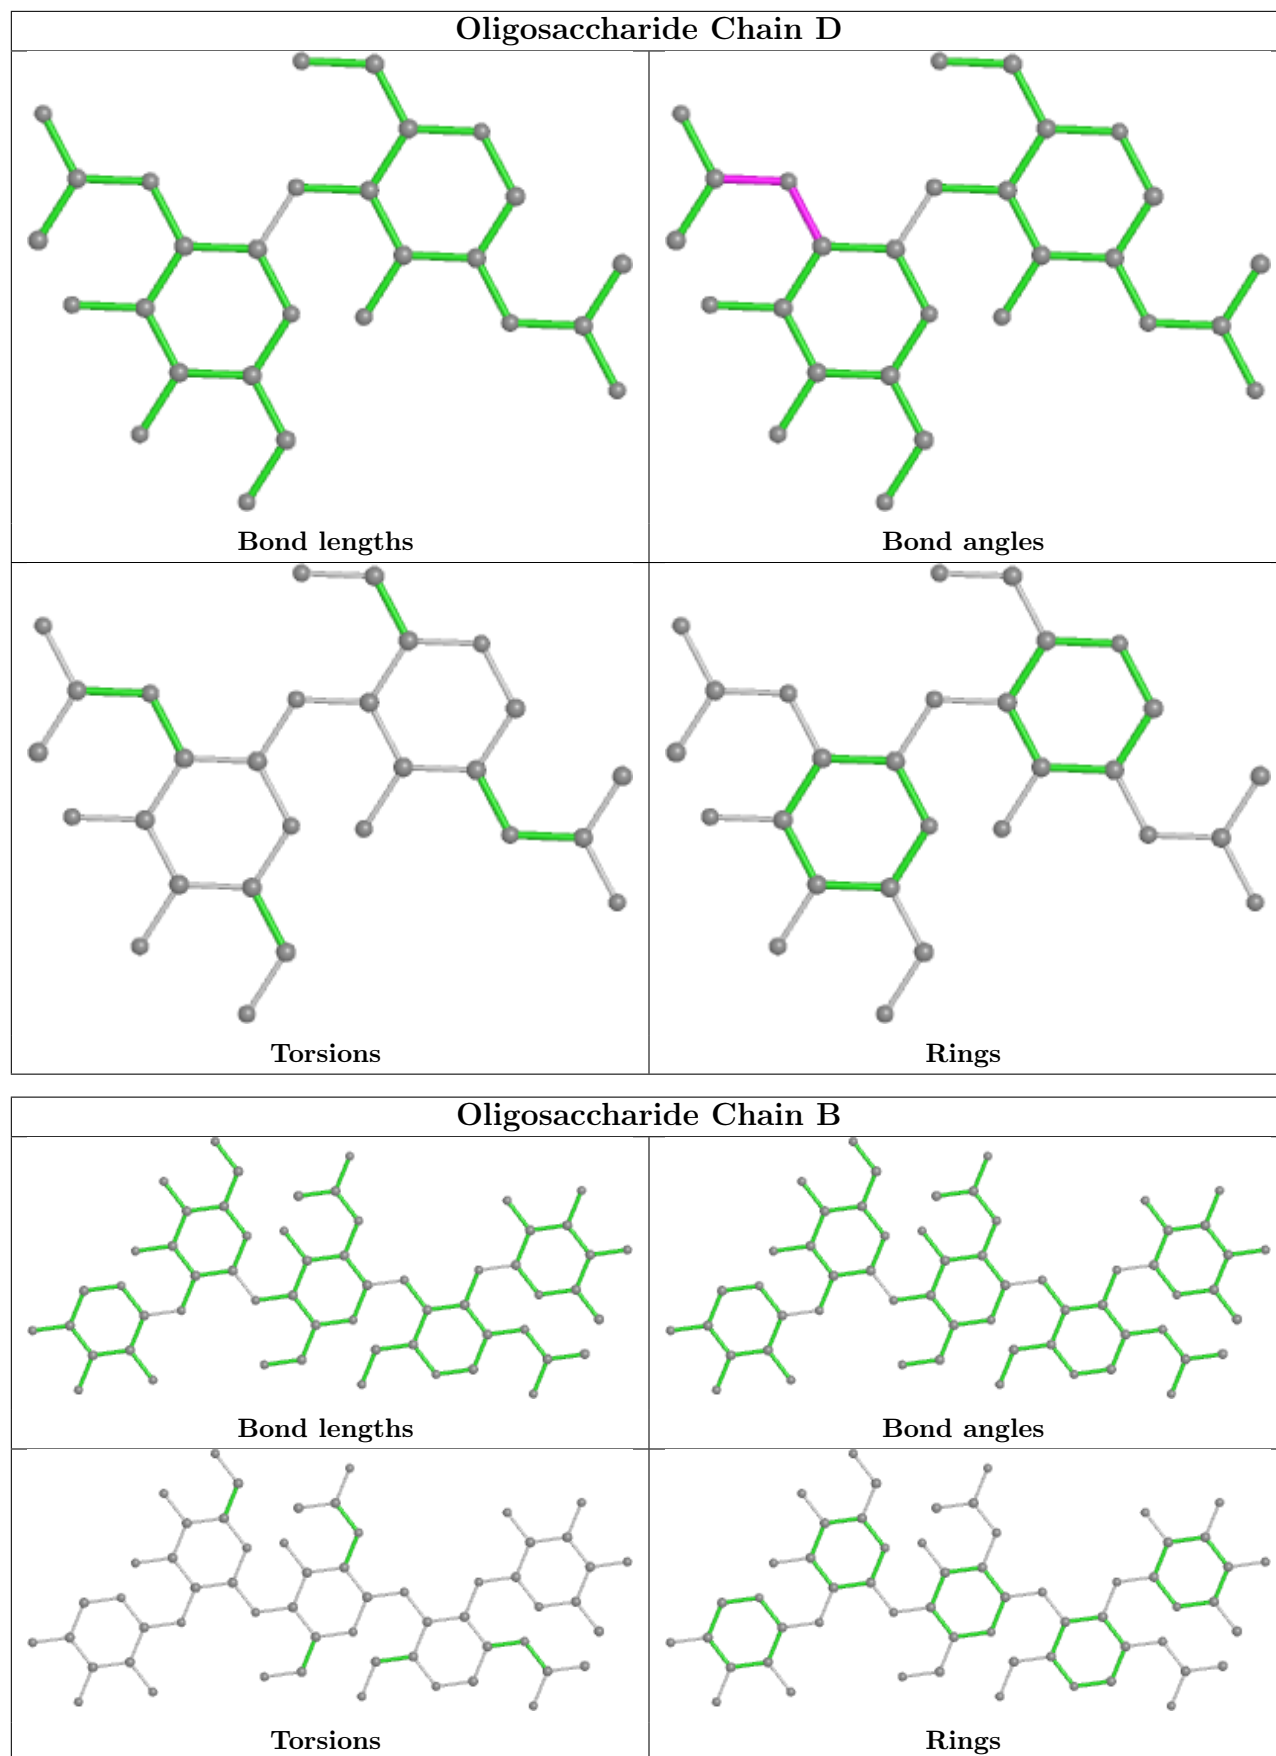 Oligosaccharide Chain D
Bond lengths
Bond angles
Torsions
Rings
Oligosaccharide Chain B
Bond lengths
Bond angles
Torsions
Rings